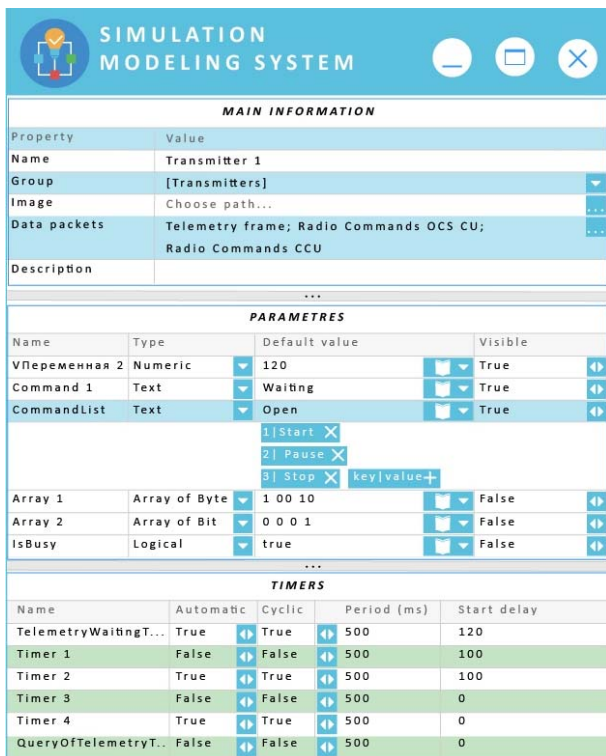 SIMULATION
MODELING SYSTEM
MAIN INFORMATION
Property Value
Name Transmitter 1
Group [Transmitters]
Image Choose path...
Data packets Telemetry frame; Radio Commands OCS CU;
Radio Commands CCU
Description
...
PARAMETRES
Name Type Default value Visible
VПеременная 2 Numeric 120 True
Command 1 Text Waiting True
CommandList Text Open True
1|Start
2| Pause
3| Stop key|value+
Array 1 Array of Byte 1 00 10 False
Array 2 Array of Bit 0 0 0 1 False
IsBusy Logical true False
...
TIMERS
Name Automatic Cyclic Period (ms) Start delay
TelemetryWaitingT... True True 500 120
Timer 1 False False 500 100
Timer 2 True True 500 100
Timer 3 False False 500 0
Timer 4 True True 500 0
QueryOfTelemetryT.. False False 500 0